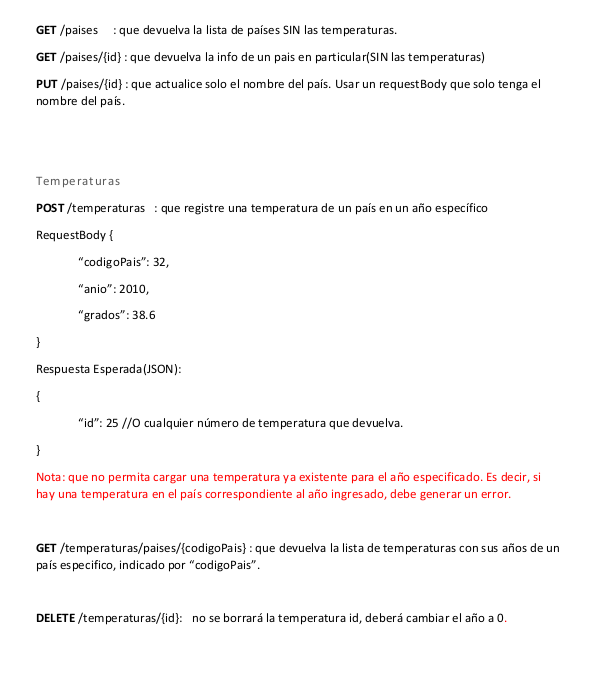 GET /paises : que devuelva la lista de países SIN las temperaturas.
GET /paises/{id} : que devuelva la info de un pais en particular(SIN las temperaturas)
PUT /paises/{id} : que actualice solo el nombre del país. Usar un requestBody que solo tenga el
nombre del país.
Temperaturas
POST /temperaturas : que registre una temperatura de un país en un año específico
RequestBody {
“codigoPais”: 32,
“anio”: 2010,
“grados”: 38.6
}
Respuesta Esperada(JSON):
{
“id”: 25 //O cualquier número de temperatura que devuelva.
}
Nota: que no permita cargar una temperatura ya existente para el año especificado. Es decir, si
hay una temperatura en el país correspondiente al año ingresado, debe generar un error.
GET /temperaturas/paises/{codigoPais} : que devuelva la lista de temperaturas con sus años de un
país especifico, indicado por “codigoPais”.
DELETE /temperaturas/{id}: no se borrará la temperatura id, deberá cambiar el año a 0.